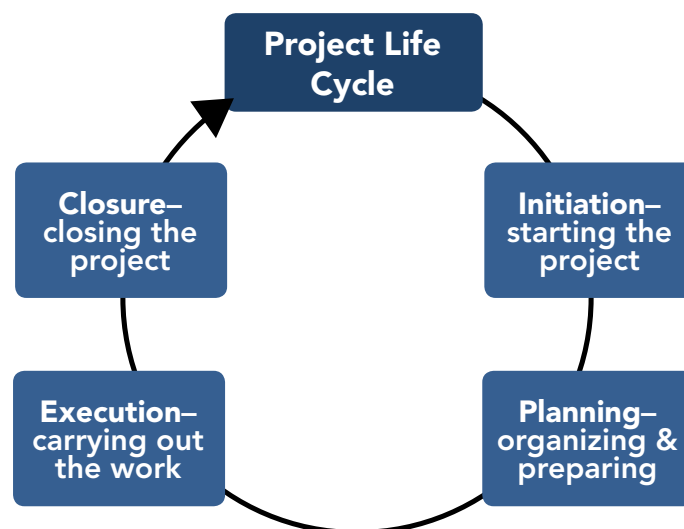 Project Life
Cycle
Initiation–
starting the
project
Planning–
organizing &
preparing
Execution–
carrying out
the work
Closure–
closing the
project